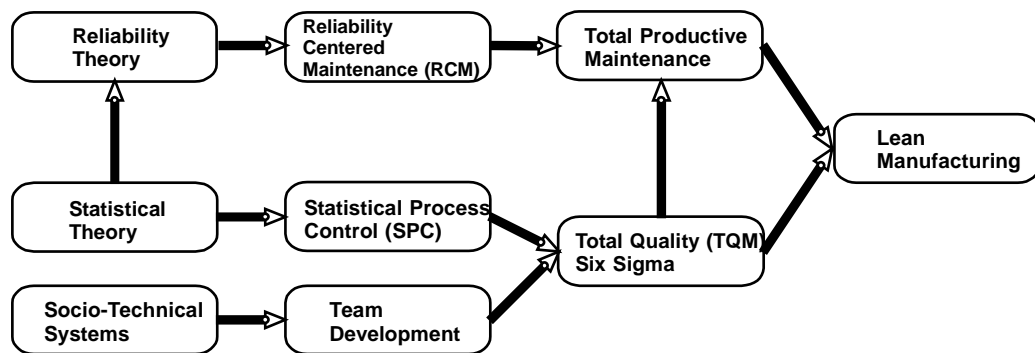 Reliability
Theory
Reliability
Centered
Maintenance (RCM)
Total Productive
Maintenance
Lean
Manufacturing
Statistical
Theory
Statistical Process
Control (SPC)
Total Quality (TQM)
Six Sigma
Socio-Technical
Systems
Team
Development